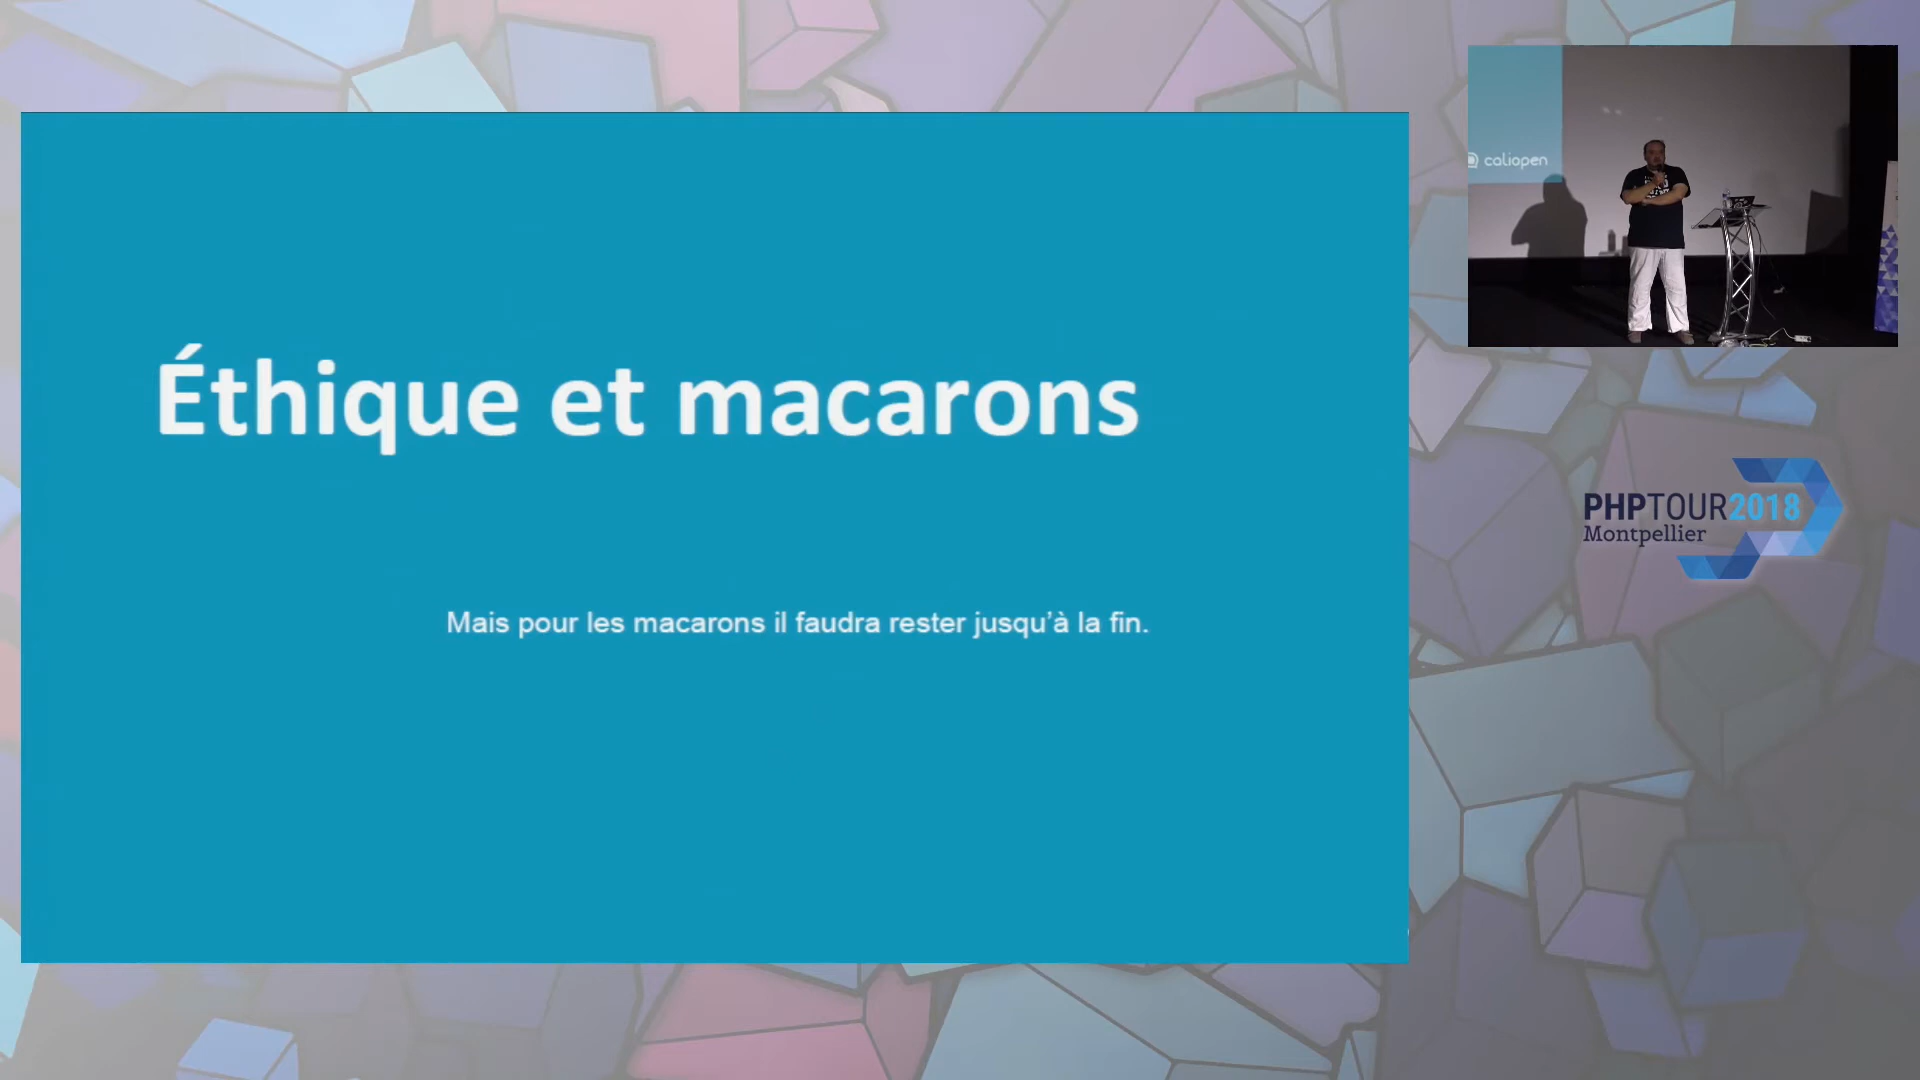 Éthique et macarons
Mais pour les macarons il faudra rester jusqu'à la fin.
caliopen
PHPTOUR2018
Montpellier